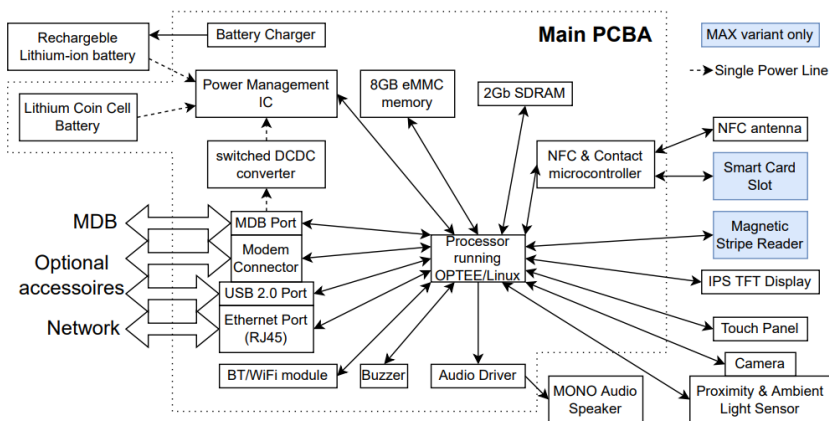 Rechargeble
Lithium-ion battery
Battery Charger
Main PCBA
MAX variant only
Single Power Line
Lithium Coin Cell
Battery
Power Management
IC
8GB eMMC
memory
2Gb SDRAM
NFC antenna
switched DCDC
converter
NFC & Contact
microcontroller
Smart Card
Slot
MDB
MDB Port
Magnetic
Stripe Reader
Optional
accessoires
Modem
Connector
Processor
running
OPTEE/Linux
USB 2.0 Port
IPS TFT Display
Network
Ethernet Port
(RJ45)
Touch Panel
BT/WiFi module
Buzzer
Audio Driver
Camera
MONO Audio
Speaker
Proximity & Ambient
Light Sensor